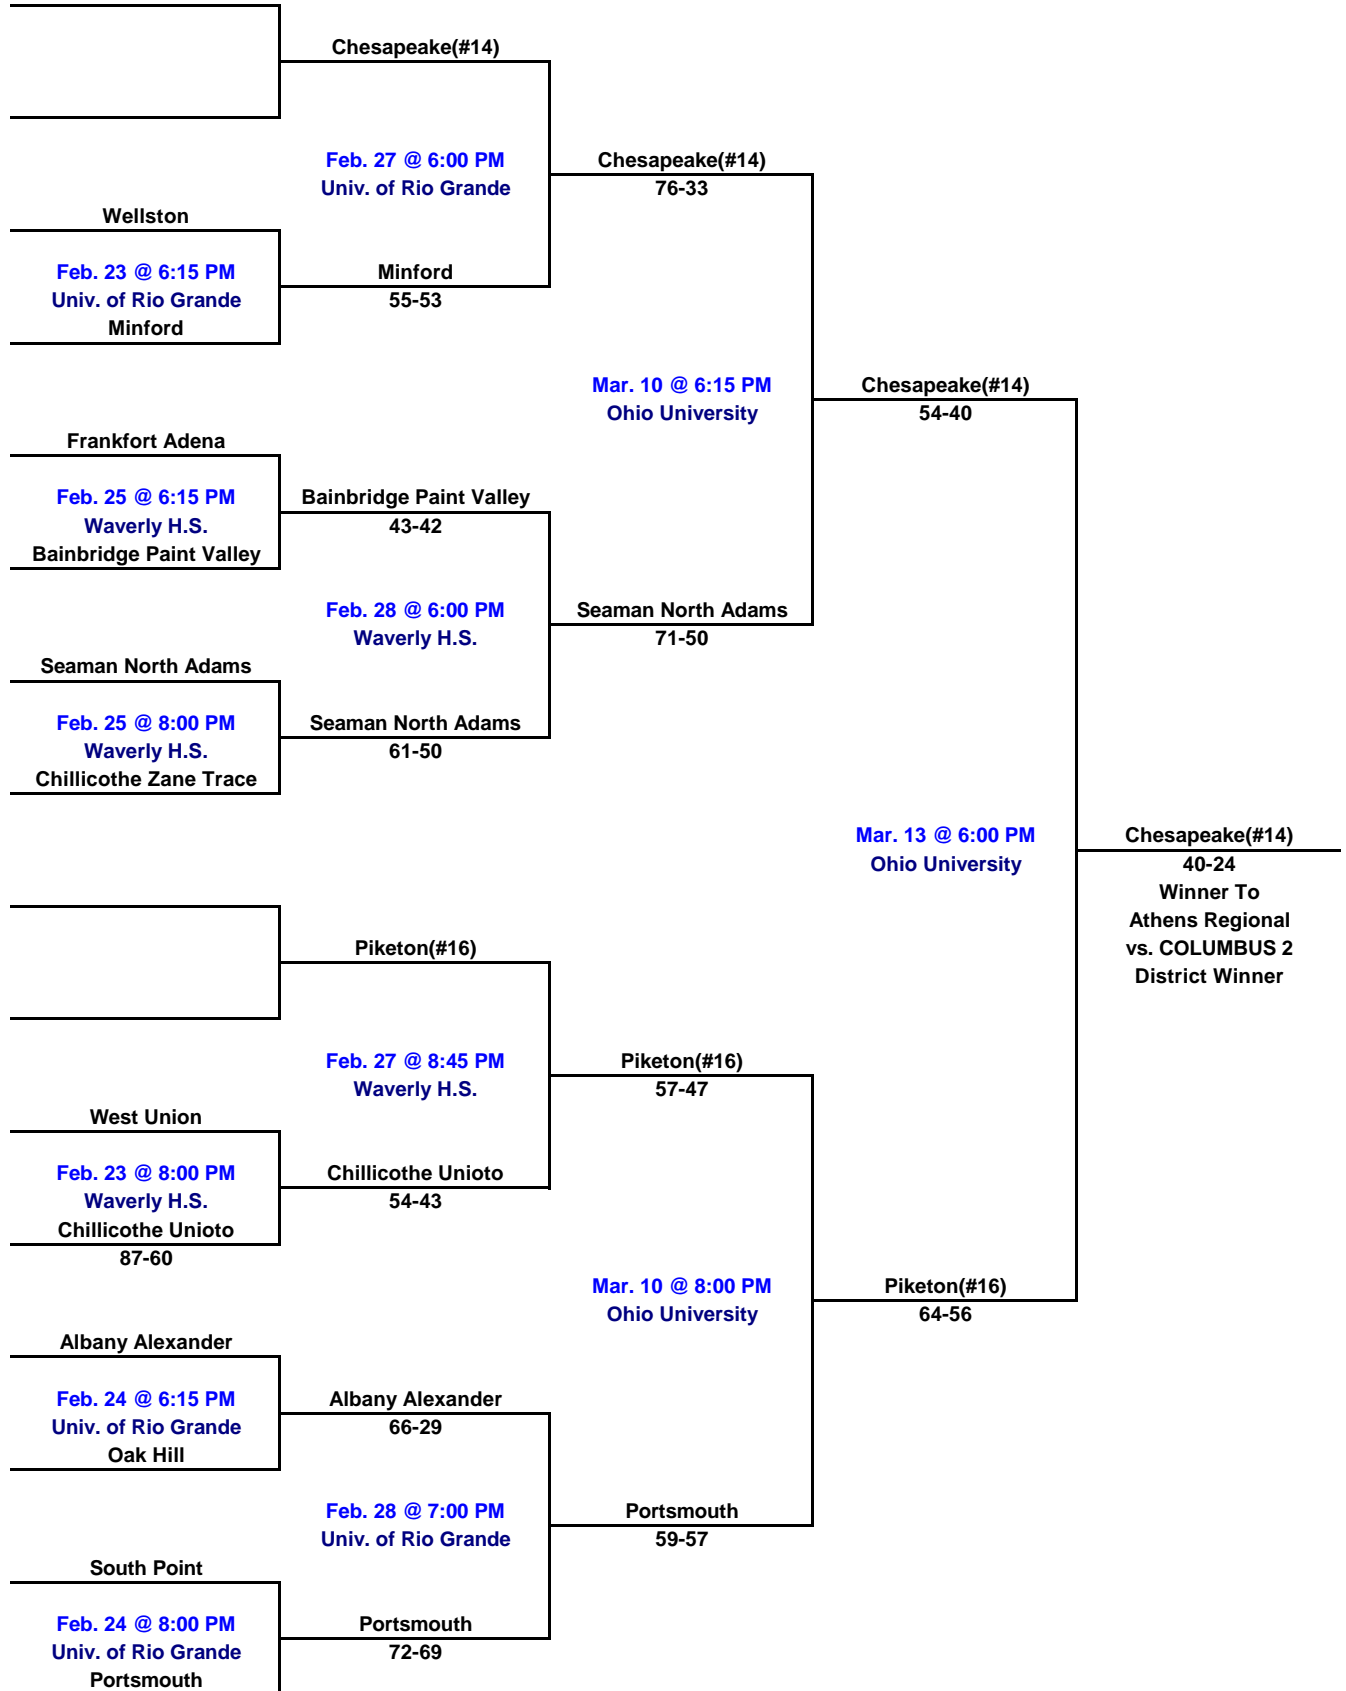 Chesapeake(#14)
Feb. 27 @ 6:00 PM
Univ. of Rio Grande
Chesapeake(#14)
76-33
Wellston
Feb. 23 @ 6:15 PM
Univ. of Rio Grande
Minford
Minford
55-53
Mar. 10 @ 6:15 PM
Ohio University
Chesapeake(#14)
54-40
Frankfort Adena
Feb. 25 @ 6:15 PM
Waverly H.S.
Bainbridge Paint Valley
Bainbridge Paint Valley
43-42
Feb. 28 @ 6:00 PM
Waverly H.S.
Seaman North Adams
71-50
Seaman North Adams
Feb. 25 @ 8:00 PM
Waverly H.S.
Chillicothe Zane Trace
Seaman North Adams
61-50
Mar. 13 @ 6:00 PM
Ohio University
Chesapeake(#14)
40-24
Winner To
Athens Regional
vs. COLUMBUS 2
District Winner
Piketon(#16)
Feb. 27 @ 8:45 PM
Waverly H.S.
Piketon(#16)
57-47
West Union
Feb. 23 @ 8:00 PM
Waverly H.S.
Chillicothe Unioto
87-60
Chillicothe Unioto
54-43
Mar. 10 @ 8:00 PM
Ohio University
Piketon(#16)
64-56
Albany Alexander
Feb. 24 @ 6:15 PM
Univ. of Rio Grande
Oak Hill
Albany Alexander
66-29
Feb. 28 @ 7:00 PM
Univ. of Rio Grande
Portsmouth
59-57
South Point
Feb. 24 @ 8:00 PM
Univ. of Rio Grande
Portsmouth
Portsmouth
72-69